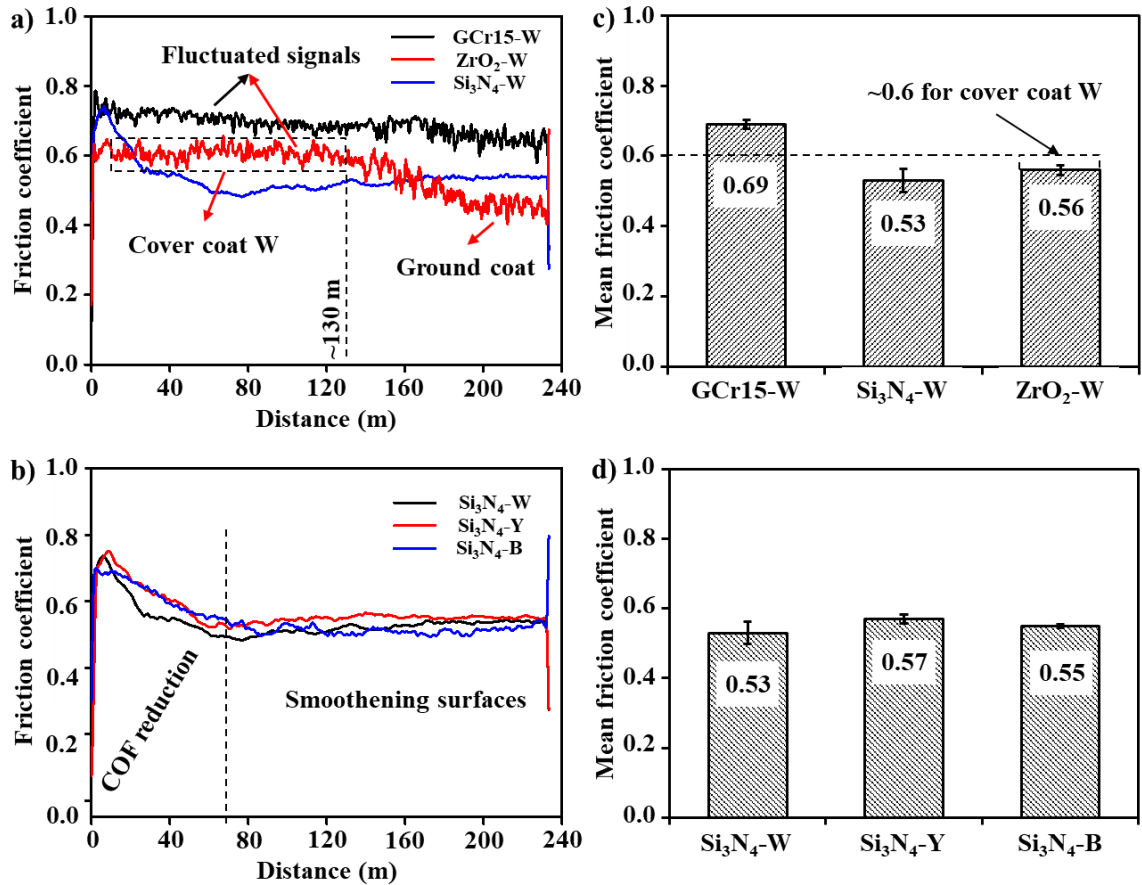 a)
Friction coefficient
1.0
0.8
0.6
0.4
0.2
0.0
GCr15-W
ZrO₂-W
Si₃N₄-W
Fluctuated signals
Cover coat W
Ground coat
~130 m
0 40 80 120 160 200 240
Distance (m)
c)
Mean friction coefficient
1.0
0.8
0.6
0.4
0.2
0.0
~0.6 for cover coat W
0.69
0.53
0.56
GCr15-W Si₃N₄-W ZrO₂-W
b)
Friction coefficient
1.0
0.8
0.6
0.4
0.2
0.0
Si₃N₄-W
Si₃N₄-Y
Si₃N₄-B
COF reduction
Smoothening surfaces
0 40 80 120 160 200 240
Distance (m)
d)
Mean friction coefficient
1.0
0.8
0.6
0.4
0.2
0.0
0.53
0.57
0.55
Si₃N₄-W Si₃N₄-Y Si₃N₄-B